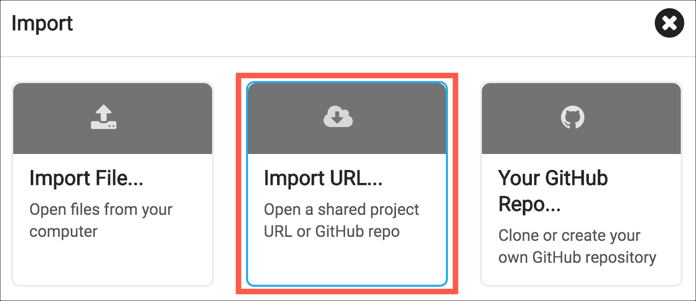 Import
Import File...
Open files from your
computer
Import URL...
Open a shared project
URL or GitHub repo
Your GitHub
Repo...
Clone or create your
own GitHub repository